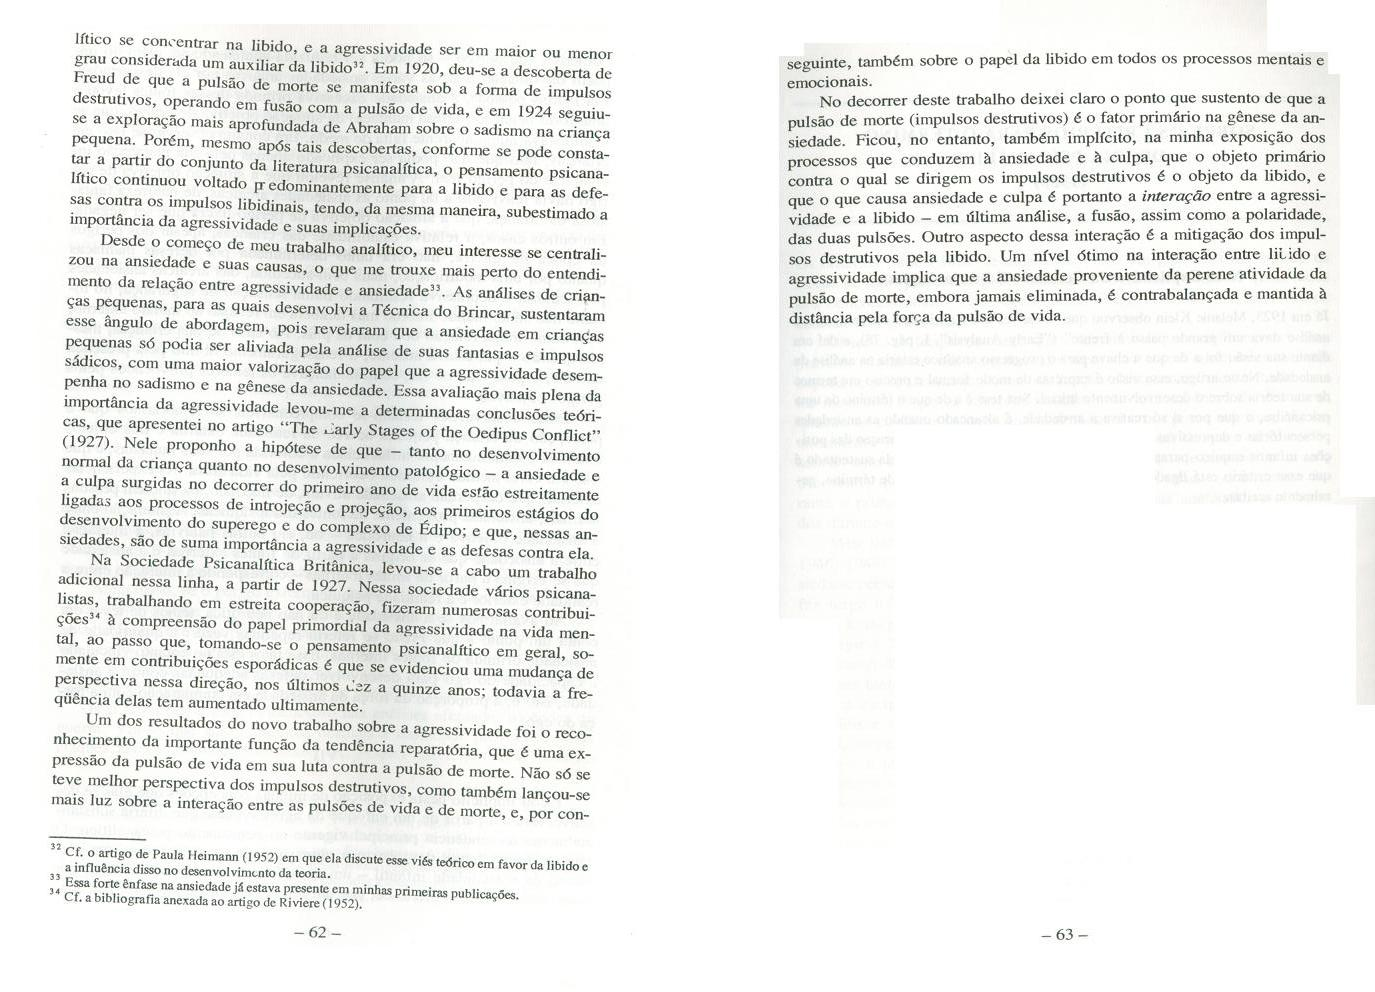 lítico se concentrar na libido, e a agressividade ser em maior ou menor
grau considerada um auxiliar da libido³². Em 1920, deu-se a descoberta de
Freud de que a pulsão de morte se manifesta sob a forma de impulsos
destrutivos, operando em fusão com a pulsão de vida, e em 1924 seguiu-
se a exploração mais aprofundada de Abraham sobre o sadismo na criança
pequena. Porém, mesmo após tais descobertas, conforme se pode consta-
tar a partir do conjunto da literatura psicanalítica, o pensamento psicana-
lítico continuou voltado predominantemente para a libido e para as defe-
sas contra os impulsos libidinais, tendo, da mesma maneira, subestimado a
importância da agressividade e suas implicações.
Desde o começo de meu trabalho analítico, meu interesse se centrali-
zou na ansiedade e suas causas, o que me trouxe mais perto do entendi-
mento da relação entre agressividade e ansiedade³³. As análises de crian-
ças pequenas, para as quais desenvolvi a Técnica do Brincar, sustentaram
esse ângulo de abordagem, pois revelaram que a ansiedade em crianças
pequenas só podia ser aliviada pela análise de suas fantasias e impulsos
sádicos, com uma maior valorização do papel que a agressividade desem-
penha no sadismo e na gênese da ansiedade. Essa avaliação mais plena da
importância da agressividade levou-me a determinadas conclusões teóri-
cas, que apresentei no artigo “The Early Stages of the Oedipus Conflict”
(1927). Nele proponho a hipótese de que – tanto no desenvolvimento
normal da criança quanto no desenvolvimento patológico – a ansiedade e
a culpa surgidas no decorrer do primeiro ano de vida estão estreitamente
ligadas aos processos de introjeção e projeção, aos primeiros estágios do
desenvolvimento do superego e do complexo de Édipo; e que, nessas an-
siedades, são de suma importância a agressividade e as defesas contra ela.
Na Sociedade Psicanalítica Britânica, levou-se a cabo um trabalho
adicional nessa linha, a partir de 1927. Nessa sociedade vários psicana-
listas, trabalhando em estreita cooperação, fizeram numerosas contribui-
ções³⁴ à compreensão do papel primordial da agressividade na vida men-
tal, ao passo que, tomando-se o pensamento psicanalítico em geral, so-
mente em contribuições esporádicas é que se evidenciou uma mudança de
perspectiva nessa direção, nos últimos dez a quinze anos; todavia a fre-
qüência delas tem aumentado ultimamente.
Um dos resultados do novo trabalho sobre a agressividade foi o reco-
nhecimento da importante função da tendência reparatória, que é uma ex-
pressão da pulsão de vida em sua luta contra a pulsão de morte. Não só se
teve melhor perspectiva dos impulsos destrutivos, como também lançou-se
mais luz sobre a interação entre as pulsões de vida e de morte, e, por con-
³² Cf. o artigo de Paula Heimann (1952) em que ela discute esse viés teórico em favor da libido e
a influência disso no desenvolvimento da teoria.
³³ Essa forte ênfase na ansiedade já estava presente em minhas primeiras publicações.
³⁴ Cf. a bibliografia anexada ao artigo de Riviere (1952).
– 62 –
seguinte, também sobre o papel da libido em todos os processos mentais e
emocionais.
No decorrer deste trabalho deixei claro o ponto que sustento de que a
pulsão de morte (impulsos destrutivos) é o fator primário na gênese da an-
siedade. Ficou, no entanto, também implícito, na minha exposição dos
processos que conduzem à ansiedade e à culpa, que o objeto primário
contra o qual se dirigem os impulsos destrutivos é o objeto da libido, e
que o que causa ansiedade e culpa é portanto a interação entre a agressi-
vidade e a libido – em última análise, a fusão, assim como a polaridade,
das duas pulsões. Outro aspecto dessa interação é a mitigação dos impul-
sos destrutivos pela libido. Um nível ótimo na interação entre libido e
agressividade implica que a ansiedade proveniente da perene atividade da
pulsão de morte, embora jamais eliminada, é contrabalançada e mantida à
distância pela força da pulsão de vida.
– 63 –